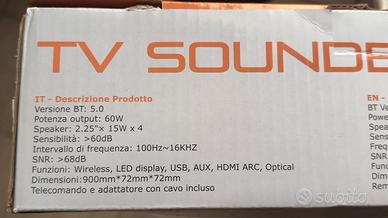 TV SOUNDB
IT - Descrizione Prodotto
Versione BT: 5.0
Potenza output: 60W
Speaker: 2.25"× 15W x 4
Sensibilità: >60dB
Intervallo di frequenza: 100Hz~16KHZ
SNR: >68dB
Funzioni: Wireless, LED display, USB, AUX, HDMI ARC, Optical
Dimensioni:900mm*72mm*72mm
Telecomando e adattatore con cavo incluso
EN -
BT Ve
Powe
Spea
Sens
Freq
SNR
Func
Dime
Rem
subito